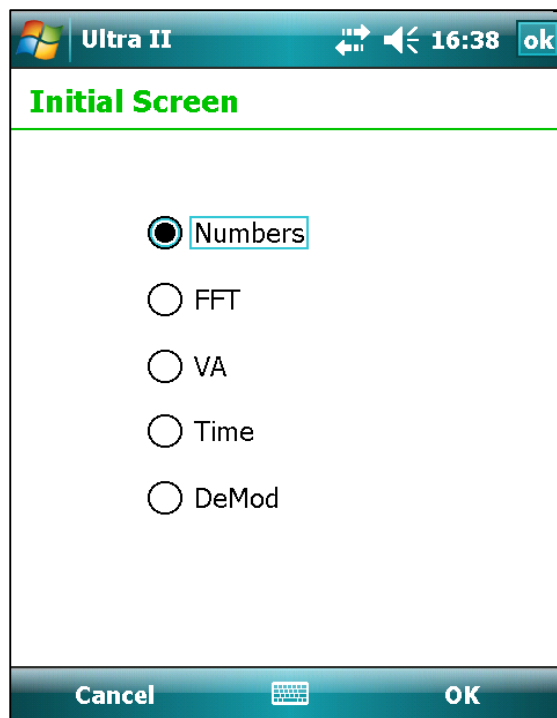 Ultra II 16:38 ok
Initial Screen
Numbers
FFT
VA
Time
DeMod
Cancel OK